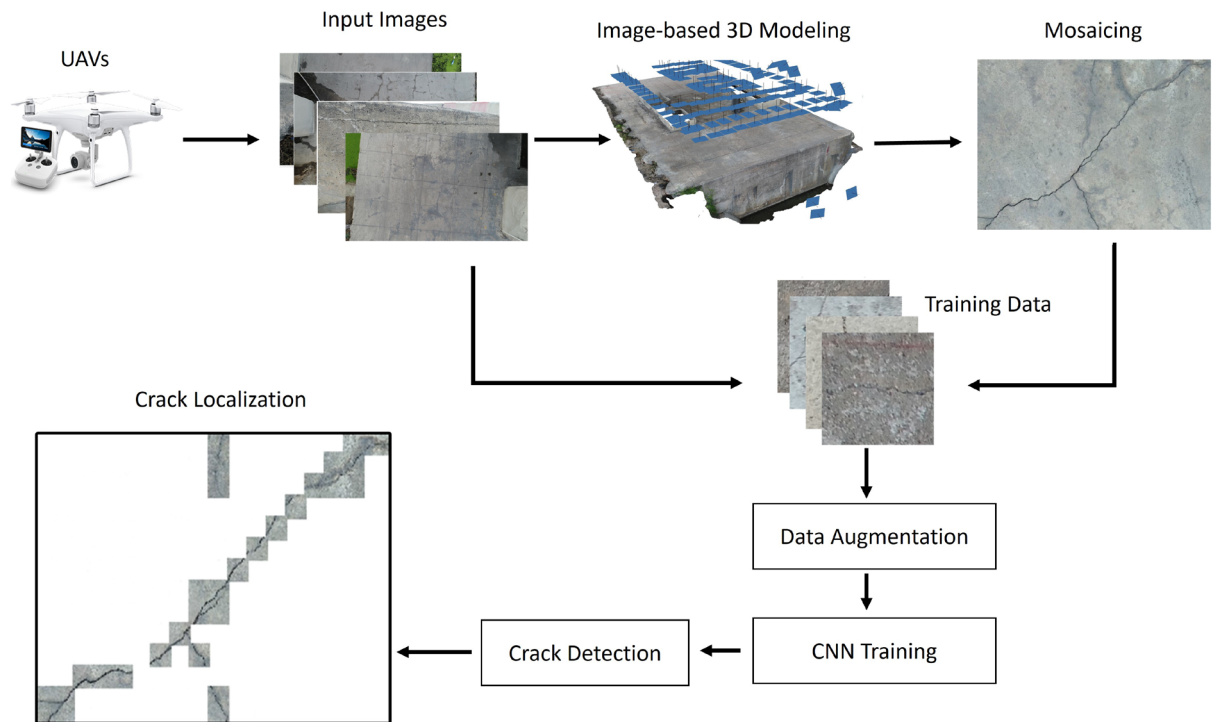 UAVs
Input Images
Image-based 3D Modeling
Mosaicing
Training Data
Crack Localization
Data Augmentation
CNN Training
Crack Detection